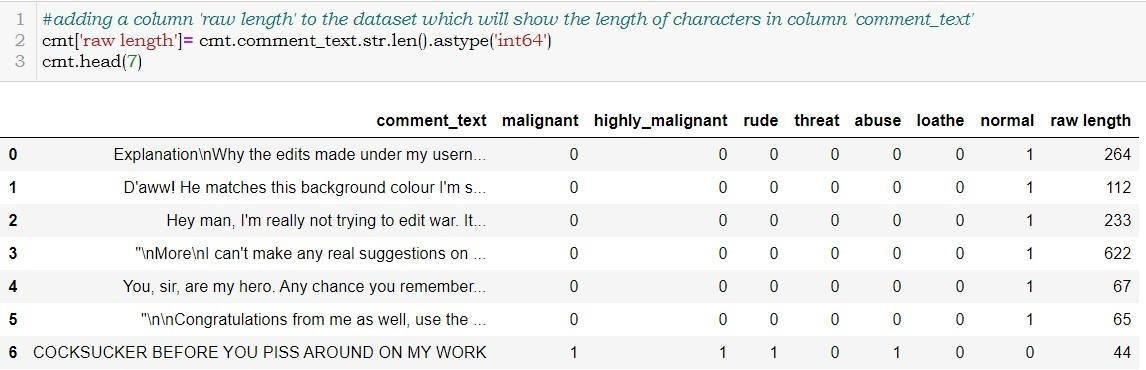 1 #adding a column 'raw length' to the dataset which will show the length of characters in column 'comment_text'
2 cmt['raw length']= cmt.comment_text.str.len().astype('int64')
3 cmt.head(7)
comment_text malignant highly_malignant rude threat abuse loathe normal raw length
0 Explanation\nWhy the edits made under my usern... 0 0 0 0 0 0 1 264
1 D'aww! He matches this background colour I'm s... 0 0 0 0 0 0 1 112
2 Hey man, I'm really not trying to edit war. It... 0 0 0 0 0 0 1 233
3 "\nMore\nI can't make any real suggestions on ... 0 0 0 0 0 0 1 622
4 You, sir, are my hero. Any chance you remember... 0 0 0 0 0 0 1 67
5 "\n\nCongratulations from me as well, use the ... 0 0 0 0 0 0 1 65
6 COCKSUCKER BEFORE YOU PISS AROUND ON MY WORK 1 1 1 0 1 0 0 44